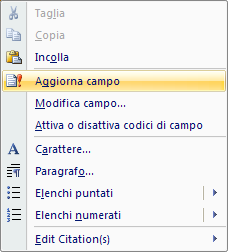 Taglia
Copia
Incolla
Aggiorna campo
Modifica campo...
Attiva o disattiva codici di campo
Carattere...
Paragrafo...
Elenchi puntati
Elenchi numerati
Edit Citation(s)